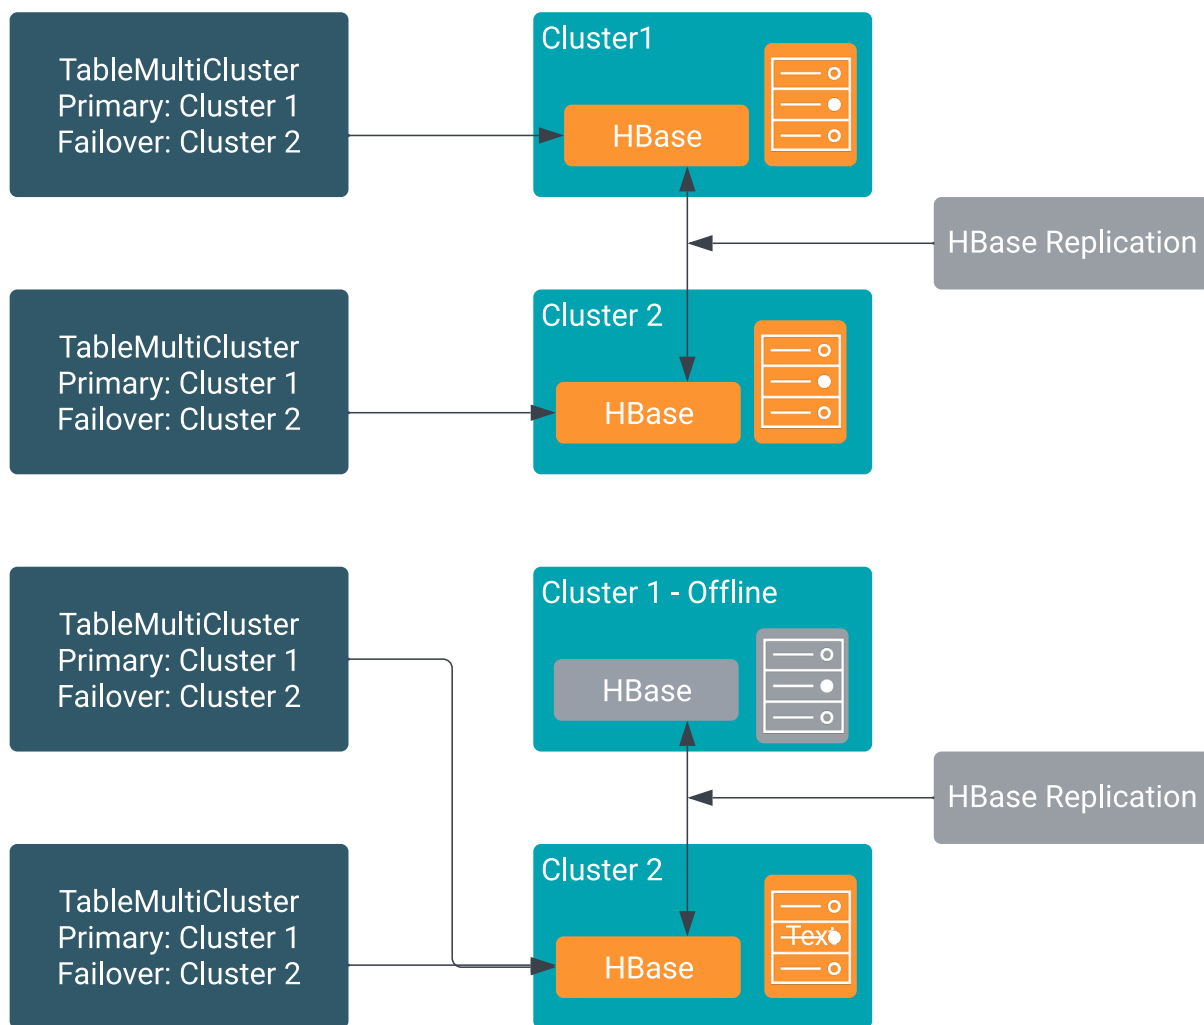 TableMultiCluster
Primary: Cluster 1
Failover: Cluster 2
Cluster1
HBase
HBase Replication
TableMultiCluster
Primary: Cluster 1
Failover: Cluster 2
Cluster 2
HBase
TableMultiCluster
Primary: Cluster 1
Failover: Cluster 2
Cluster 1 - Offline
HBase
HBase Replication
TableMultiCluster
Primary: Cluster 1
Failover: Cluster 2
Cluster 2
HBase
Text